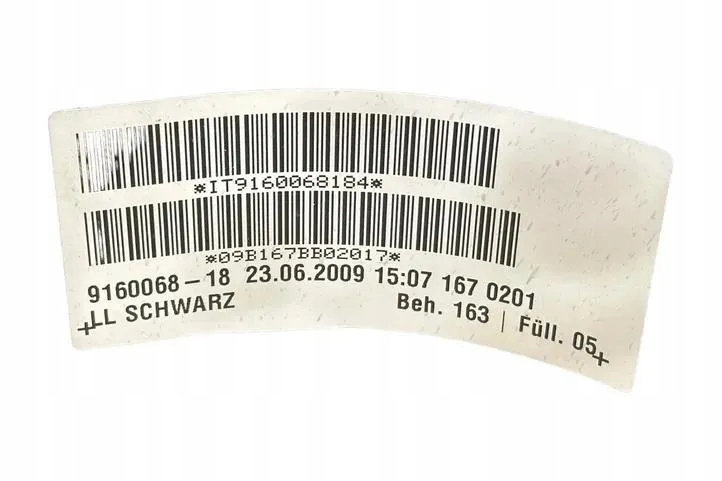 *IT9160068184*
*09B167BB02017*
9160068-18 23.06.2009 15:07 167 0201
LL SCHWARZ Beh. 163 | Füll. 05